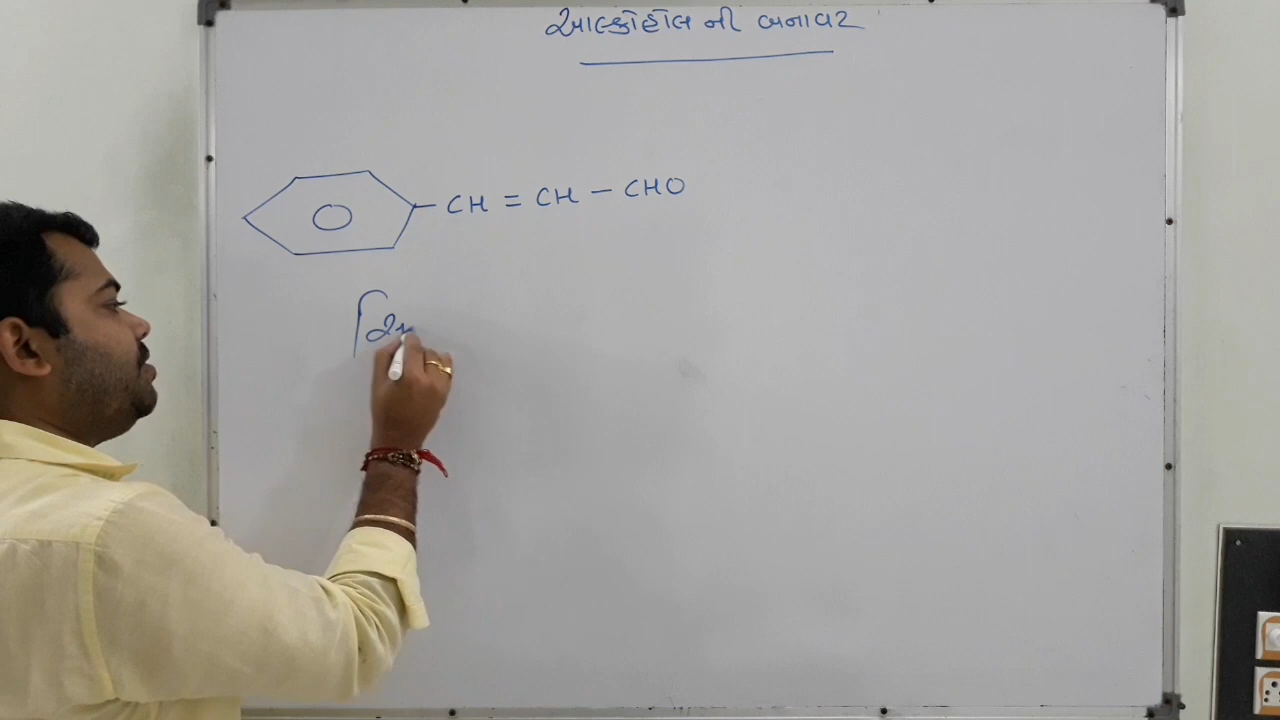 આલ્કોહોલ ની બનાવટ
— CH = CH — CHO